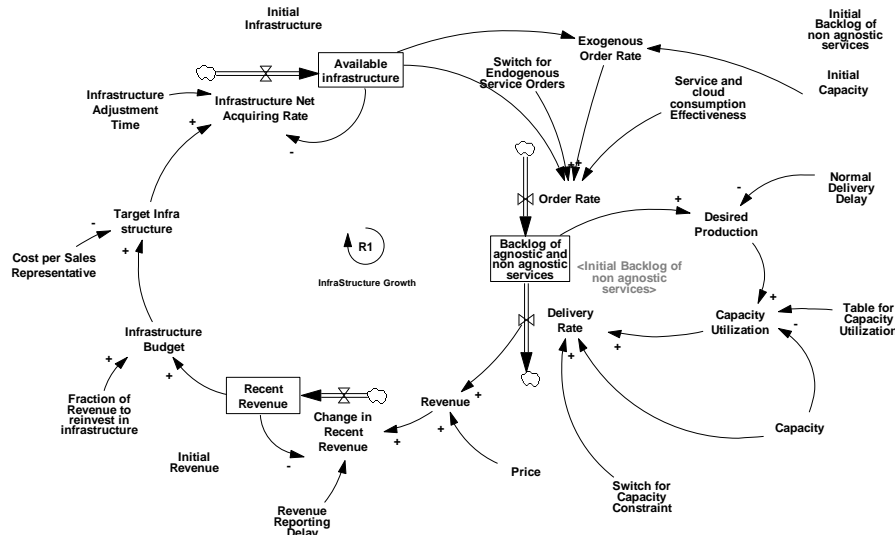 Initial
Infrastructure
Available
infrastructure
Exogenous
Order Rate
Initial
Backlog of
non agnostic
services
Initial
Capacity
Switch for
Endogenous
Service Orders
Service and
cloud
consumption
Effectiveness
Infrastructure
Adjustment
Time
Infrastructure Net
Acquiring Rate
+
-
++
Order Rate
Normal
Delivery
Delay
-
+
Desired
Production
-
Target Infra
structure
Cost per Sales
Representative
+
R1
InfraStructure Growth
Backlog of
agnostic and
non agnostic
services
<Initial Backlog of
non agnostic
services>
Delivery
Rate
+
+
Capacity
Utilization
+
-
Table for
Capacity
Utilization
Infrastructure
Budget
+
+
Fraction of
Revenue to
reinvest in
infrastructure
Recent
Revenue
Change in
Recent
Revenue
-
+
Revenue
+
+
Initial
Revenue
Price
Capacity
Switch for
Capacity
Constraint
Revenue
Reporting
Delay